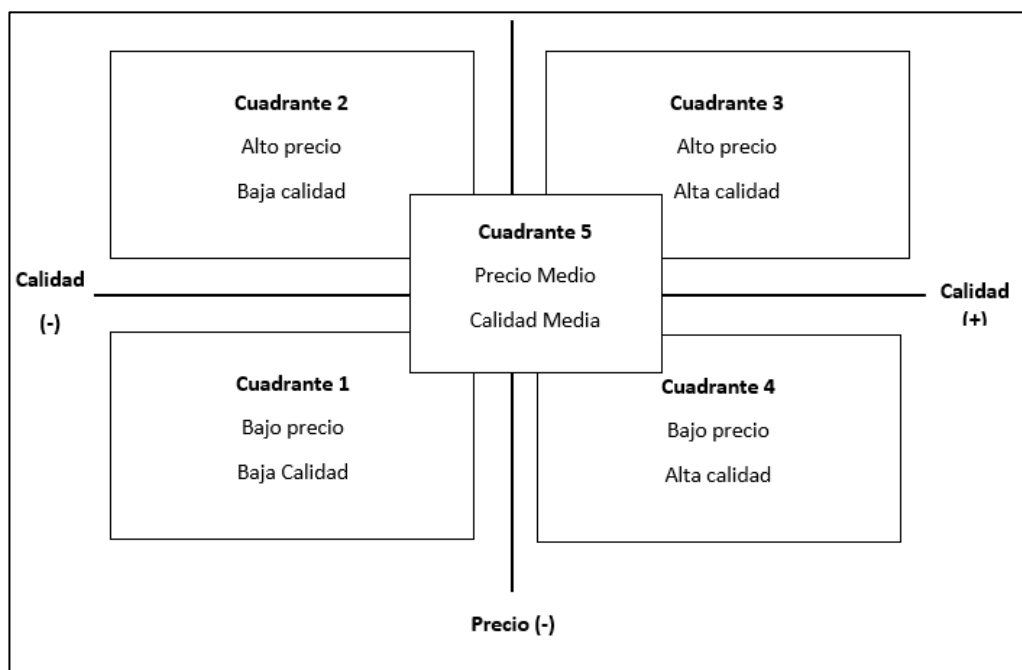 Cuadrante 2
Alto precio
Baja calidad
Cuadrante 3
Alto precio
Alta calidad
Cuadrante 5
Precio Medio
Calidad Media
Calidad
(-)
Calidad
(+)
Cuadrante 1
Bajo precio
Baja Calidad
Cuadrante 4
Bajo precio
Alta calidad
Precio (-)